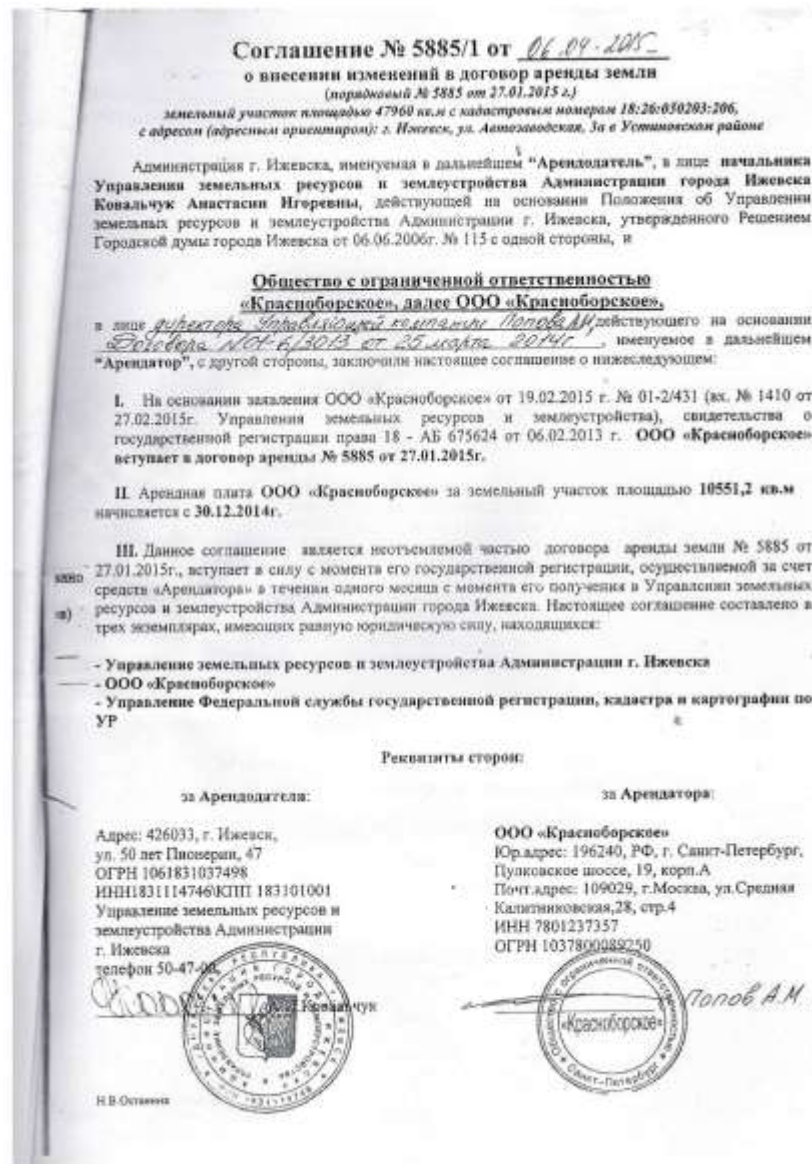 Соглашение № 5885/1 от 06.04.2015
о внесении изменений в договор аренды земли
(порядковый № 5885 от 27.01.2015 г.)
земельный участок площадью 47960 кв.м с кадастровым номером 18:26:050203:206,
с адресом (адресным ориентиром): г. Ижевск, ул. Автозаводская, 3а в Устиновском районе
Администрация г. Ижевска, именуемая в дальнейшем "Арендодатель", в лице начальника
Управления земельных ресурсов и землеустройства Администрации города Ижевска
Ковальчук Анастасии Игоревны, действующей на основании Положения об Управлении
земельных ресурсов и землеустройства Администрации г. Ижевска, утвержденного Решением
Городской думы города Ижевска от 06.06.2006г. № 115 с одной стороны, и
Общество с ограниченной ответственностью
«Красноборское», далее ООО «Красноборское»,
в лице директора Управляющей компании Попова АМ действующего на основании
Договора №01-6/3013 от 25 марта 2014г , именуемое в дальнейшем
"Арендатор", с другой стороны, заключили настоящее соглашение о нижеследующем:
I. На основании заявления ООО «Красноборское» от 19.02.2015 г. № 01-2/431 (вх. № 1410 от
27.02.2015г. Управления земельных ресурсов и землеустройства), свидетельства о
государственной регистрации права 18 - АБ 675624 от 06.02.2013 г. ООО «Красноборское»
вступает в договор аренды № 5885 от 27.01.2015г.
II. Арендная плата ООО «Красноборское» за земельный участок площадью 10551,2 кв.м
начисляется с 30.12.2014г.
III. Данное соглашение является неотъемлемой частью договора аренды земли № 5885 от
27.01.2015г., вступает в силу с момента его государственной регистрации, осуществляемой за счет
средств «Арендатора» в течении одного месяца с момента его получения в Управлении земельных
ресурсов и землеустройства Администрации города Ижевска. Настоящее соглашение составлено в
трех экземплярах, имеющих равную юридическую силу, находящихся:
- Управление земельных ресурсов и землеустройства Администрации г. Ижевска
- ООО «Красноборское»
- Управление Федеральной службы государственной регистрации, кадастра и картографии по
УР
Реквизиты сторон:
за Арендодателя:
Адрес: 426033, г. Ижевск,
ул. 50 лет Пионерии, 47
ОГРН 1061831037498
ИНН1831114746\КПП 183101001
Управление земельных ресурсов и
землеустройства Администрации
г. Ижевска
телефон 50-47-00,
Ковальчук
Н.В.Останина
за Арендатора:
ООО «Красноборское»
Юр.адрес: 196240, РФ, г. Санкт-Петербург,
Пулковское шоссе, 19, корп.А
Почт.адрес: 109029, г.Москва, ул.Средняя
Калитниковская,28, стр.4
ИНН 7801237357
ОГРН 1037800089250
Попов А.М
Общество с ограниченной ответственностью
«Красноборское»
Санкт-Петербург